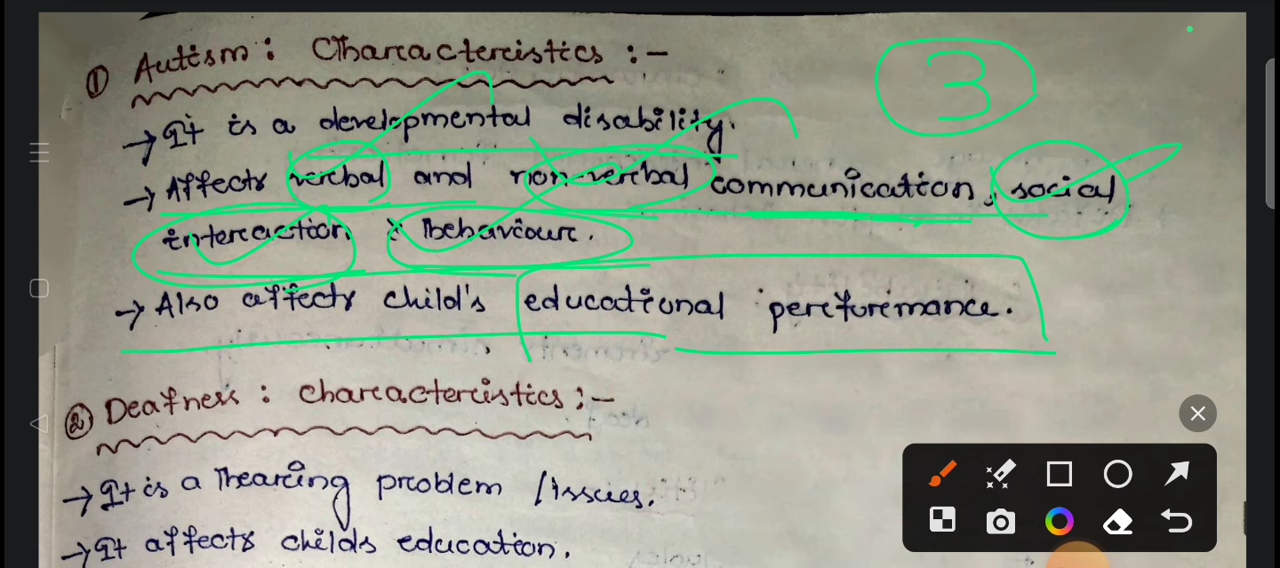 ① Autism : Characteristics :-
→ It is a developmental disability.
→ Affects verbal and non-verbal communication, social
interaction & Behaviour.
→ Also affects child's educational performance.
② Deafness : characteristics :-
→ It is a hearing problem / issues.
→ It affects childs education.
3